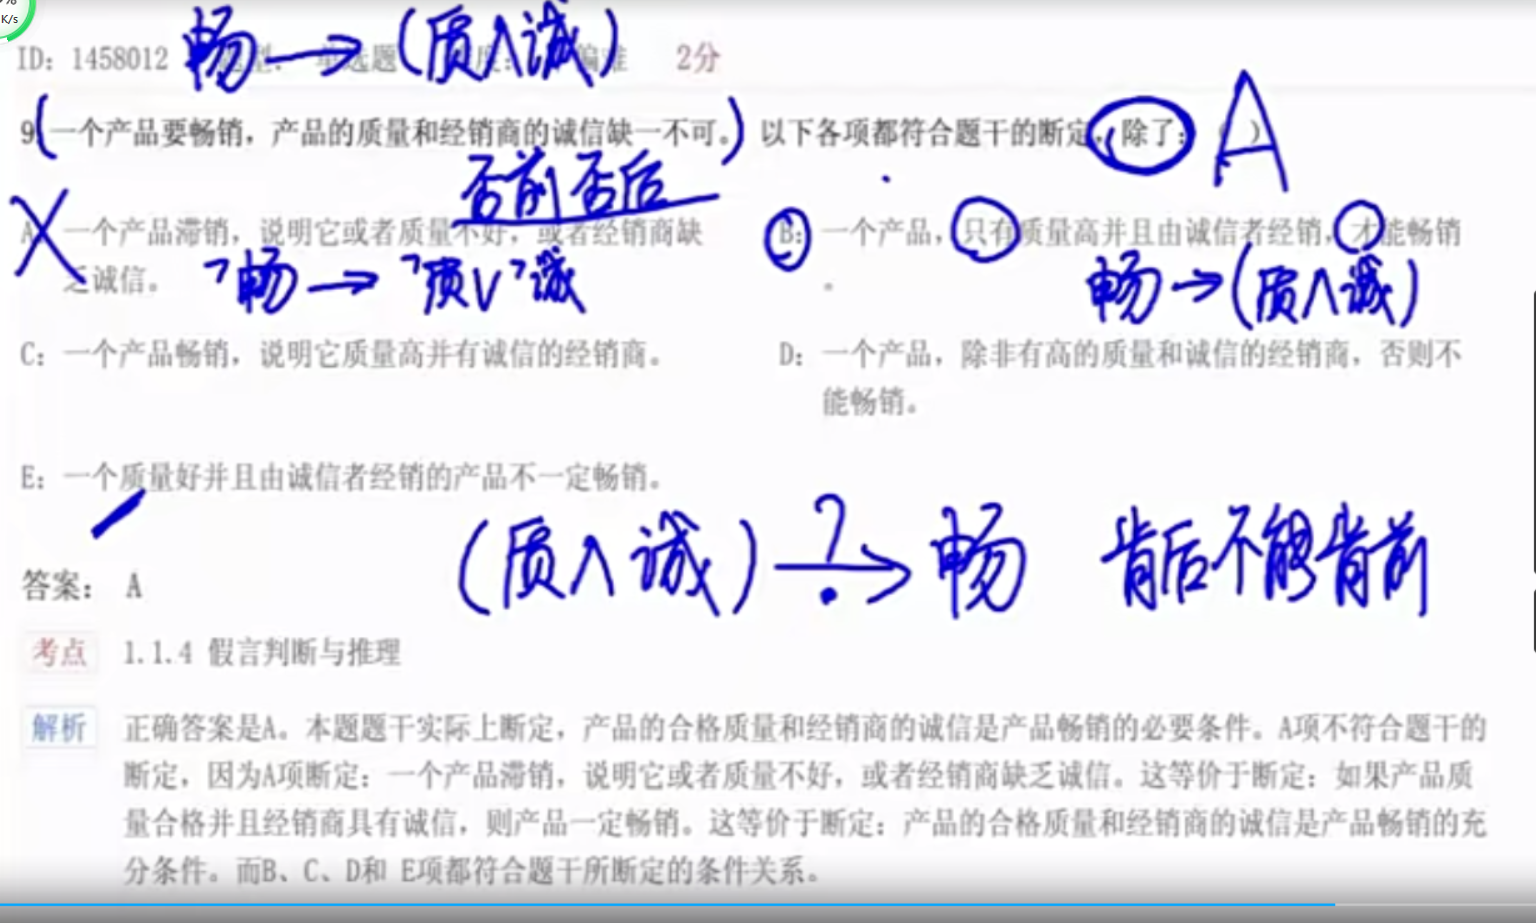 K/s
畅→(质∧诚)
ID: 1458012 单选题 偏难 2分
9 (一个产品要畅销，产品的质量和经销商的诚信缺一不可。) 以下各项都符合题干的断定，除了: ( ) A
否前否后
A 一个产品滞销，说明它或者质量不好，或者经销商缺
乏诚信。
¬畅→¬质∨¬诚
B: 一个产品，只有质量高并且由诚信者经销，才能畅销
。
畅→(质∧诚)
C: 一个产品畅销，说明它质量高并有诚信的经销商。
D: 一个产品，除非有高的质量和诚信的经销商，否则不
能畅销。
E: 一个质量好并且由诚信者经销的产品不一定畅销。
(质∧诚)→? 畅 肯后不能肯前
答案: A
考点 1.1.4 假言判断与推理
解析 正确答案是A。本题题干实际上断定，产品的合格质量和经销商的诚信是产品畅销的必要条件。A项不符合题干的
断定，因为A项断定：一个产品滞销，说明它或者质量不好，或者经销商缺乏诚信。这等价于断定：如果产品质
量合格并且经销商具有诚信，则产品一定畅销。这等价于断定：产品的合格质量和经销商的诚信是产品畅销的充
分条件。而B、C、D和 E项都符合题干所断定的条件关系。